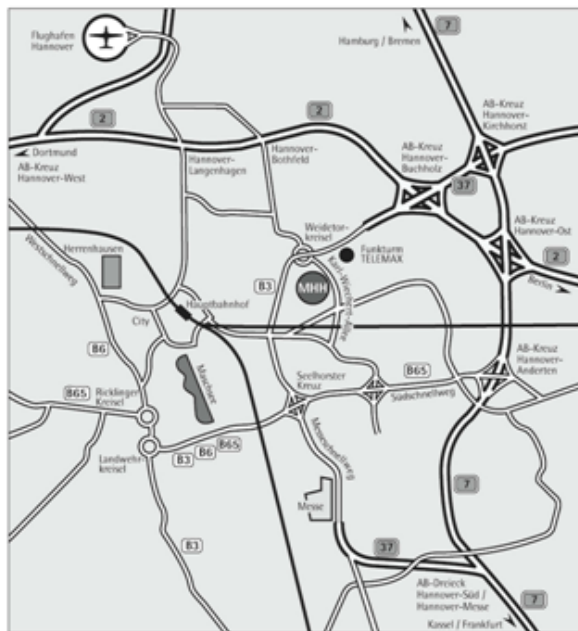 7
Flughafen
Hannover
Hamburg / Bremen
2
2
AB-Kreuz
Hannover-
Kirchhorst
Dortmund
AB-Kreuz
Hannover-West
Hannover-
Langenhagen
Hannover-
Bothfeld
AB-Kreuz
Hannover-
Buchholz
37
Weidetor-
kreisel
AB-Kreuz
Hannover-Ost
Westschnellweg
Herrenhausen
Funkturm
TELEMAX
2
Berlin
B3
MHH
Karl-Wiechert-Allee
Hauptbahnhof
City
B6
Maschsee
AB-Kreuz
Hannover-
Anderten
Seelhorster
Kreuz
B65
B65
Ricklinger
Kreisel
Südschnellweg
Landwehr-
kreisel
B3
B6
B65
Messeschnellweg
7
Messe
B3
37
AB-Dreieck
Hannover-Süd /
Hannover-Messe
7
Kassel / Frankfurt